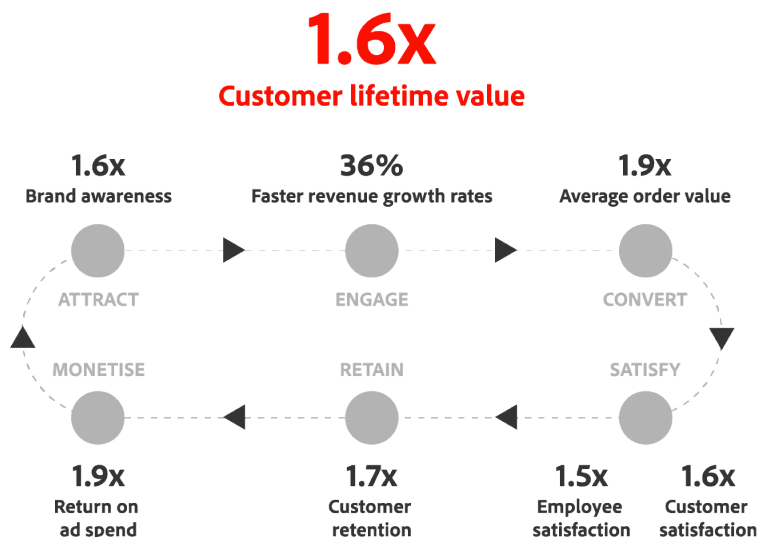 1.6x
Customer lifetime value
1.6x
Brand awareness
36%
Faster revenue growth rates
1.9x
Average order value
ATTRACT
ENGAGE
CONVERT
MONETISE
RETAIN
SATISFY
1.9x
Return on
ad spend
1.7x
Customer
retention
1.5x
Employee
satisfaction
1.6x
Customer
satisfaction